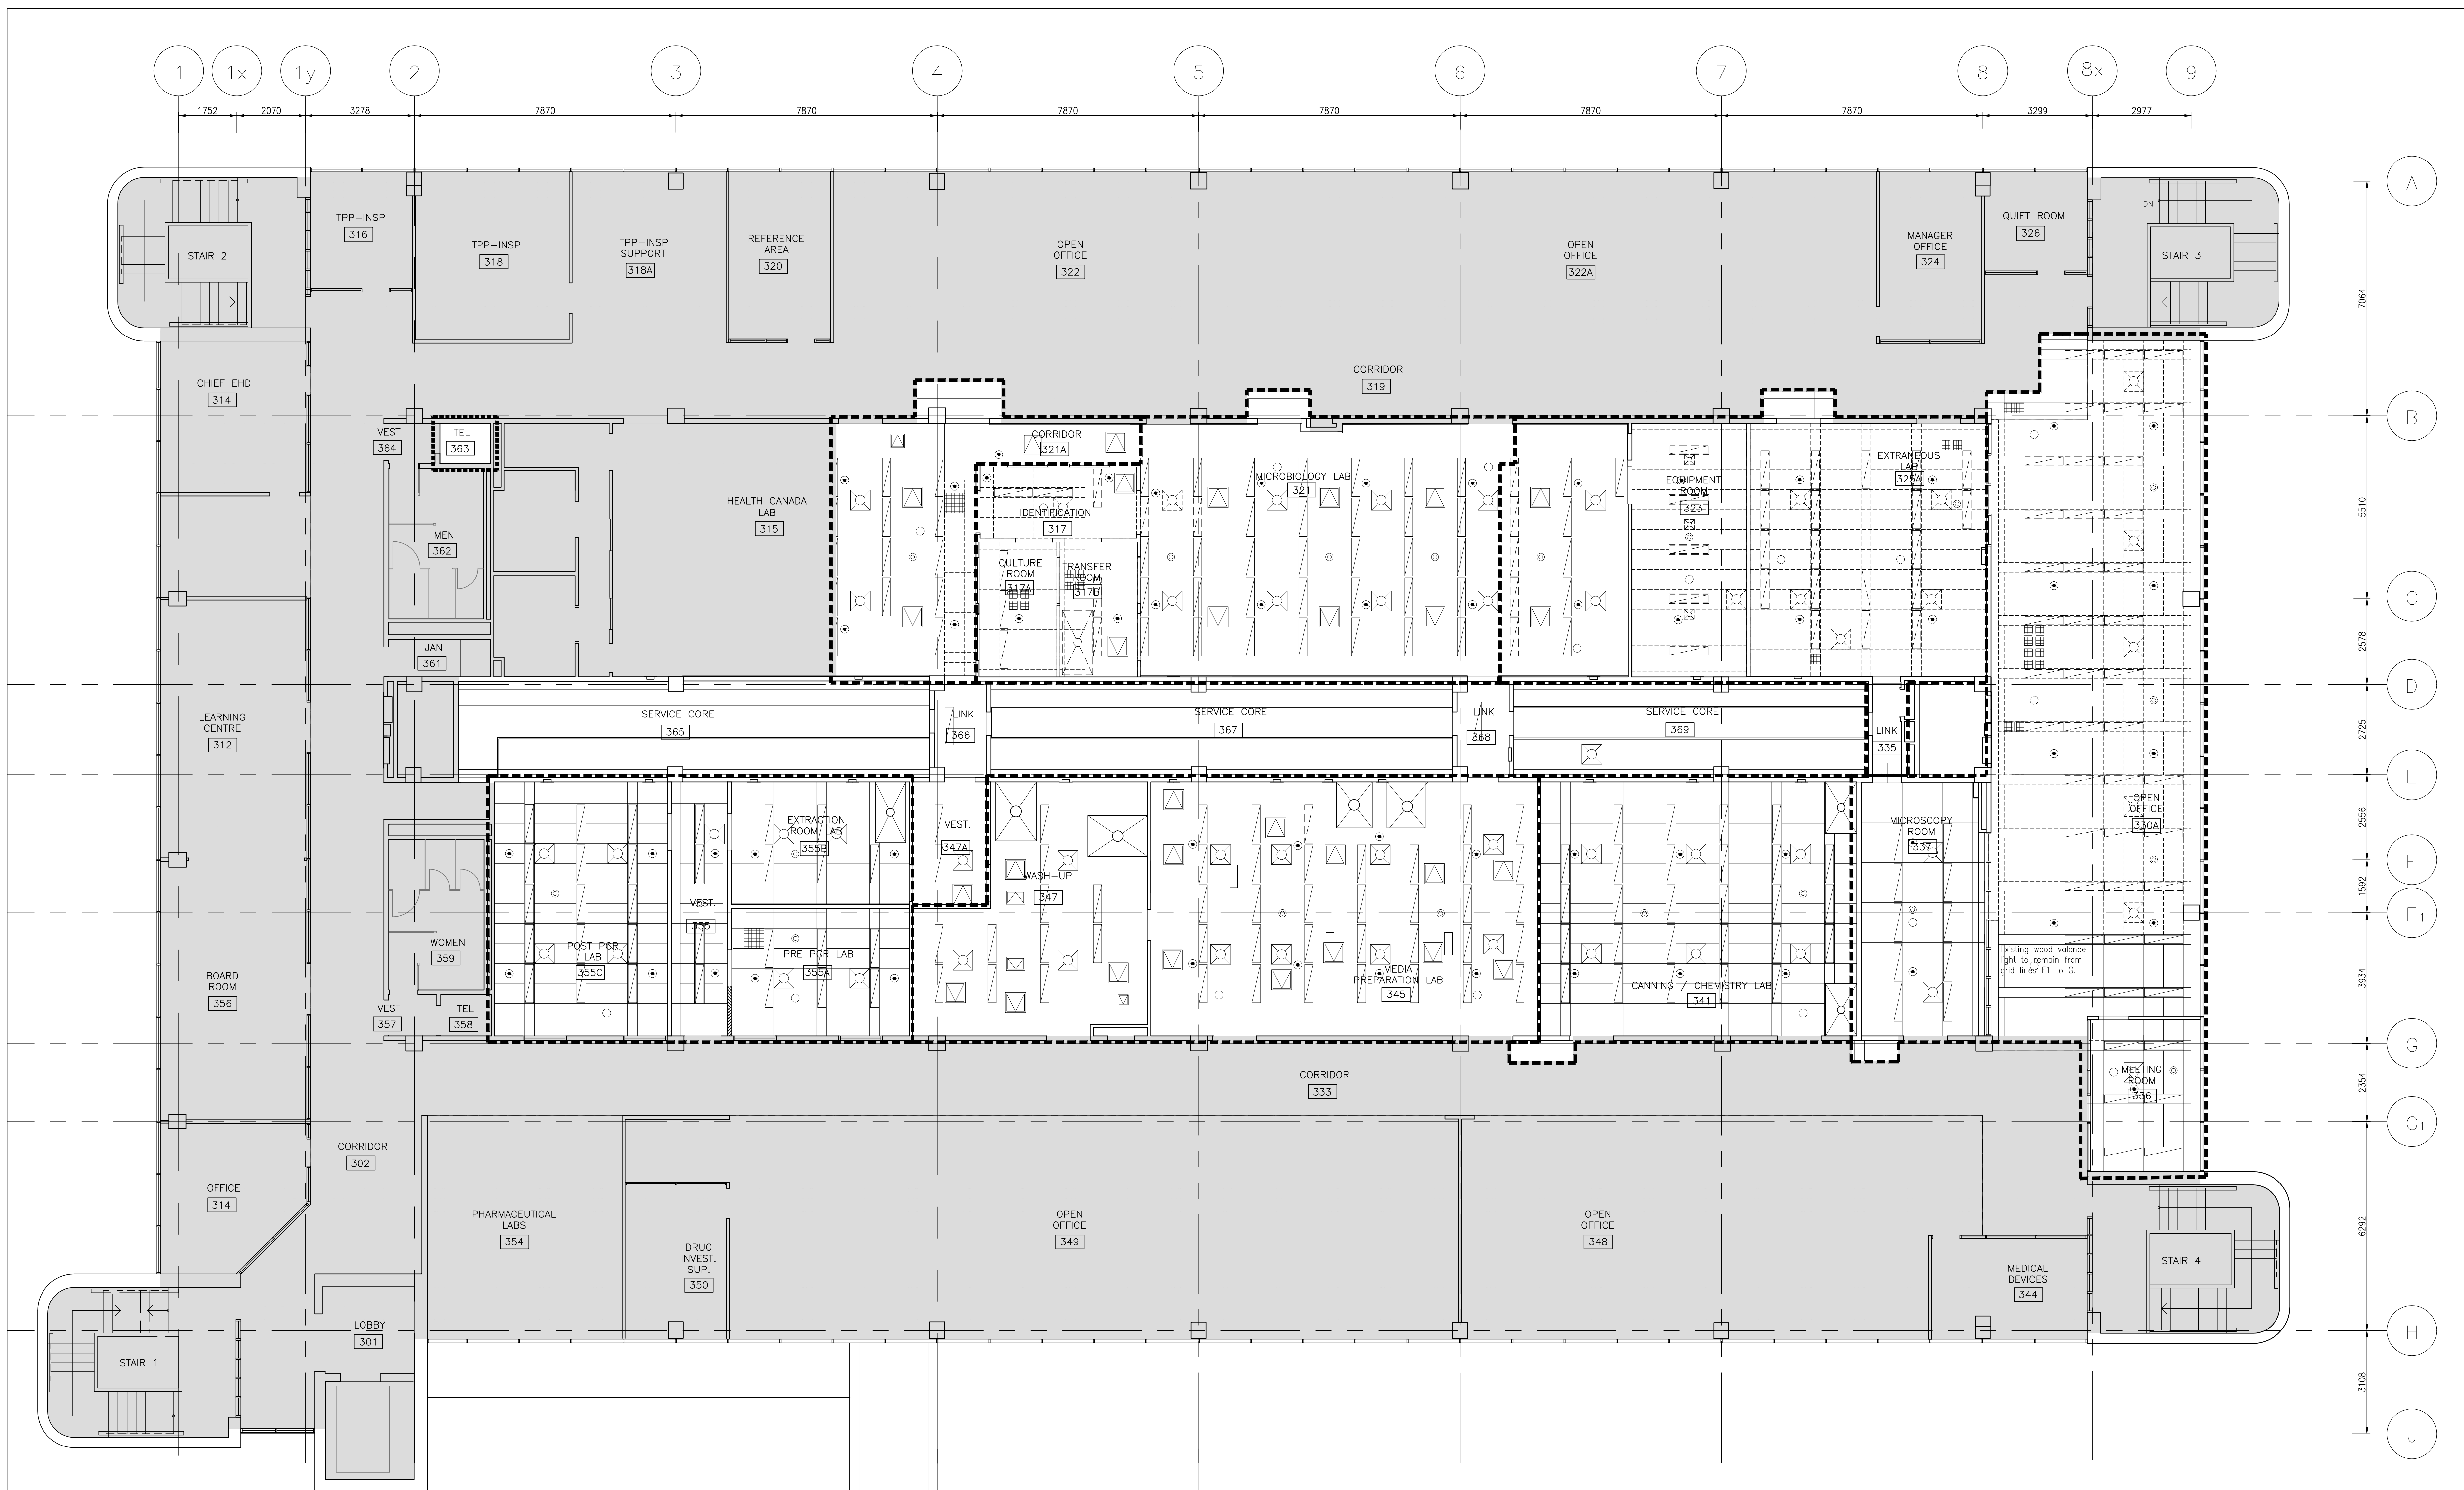 1
1x
1y
2
3
4
5
6
7
8
8x
9
1752
2070
3278
7870
7870
7870
7870
7870
7870
3299
2977
A
7064
B
5510
C
2578
D
2725
E
2556
F
1592
F1
3934
G
2354
G1
6292
H
3108
J
STAIR 2
TPP-INSP
316
TPP-INSP
318
TPP-INSP
SUPPORT
318A
REFERENCE
AREA
320
OPEN
OFFICE
322
OPEN
OFFICE
322A
MANAGER
OFFICE
324
QUIET ROOM
326
DN
STAIR 3
CHIEF EHD
314
CORRIDOR
319
VEST
364
TEL
363
MEN
362
JAN
361
HEALTH CANADA
LAB
315
CORRIDOR
321A
IDENTIFICATION
317
CULTURE
ROOM
317A
TRANSFER
ROOM
317B
MICROBIOLOGY LAB
321
EQUIPMENT
ROOM
323
EXTRANEOUS
LAB
325A
LEARNING
CENTRE
312
SERVICE CORE
365
LINK
366
SERVICE CORE
367
LINK
368
SERVICE CORE
369
LINK
335
OPEN
OFFICE
330A
EXTRACTION
ROOM LAB
355B
VEST.
347A
WASH-UP
347
MICROSCOPY
ROOM
337
VEST.
355
WOMEN
359
POST PCR
LAB
355C
PRE PCR LAB
355A
MEDIA
PREPARATION LAB
345
CANNING / CHEMISTRY LAB
341
Existing wood valance
light to remain from
grid lines F1 to G.
BOARD
ROOM
356
VEST
357
TEL
358
CORRIDOR
333
MEETING
ROOM
336
CORRIDOR
302
OFFICE
314
PHARMACEUTICAL
LABS
354
DRUG
INVEST.
SUP.
350
OPEN
OFFICE
349
OPEN
OFFICE
348
MEDICAL
DEVICES
344
STAIR 4
LOBBY
301
STAIR 1